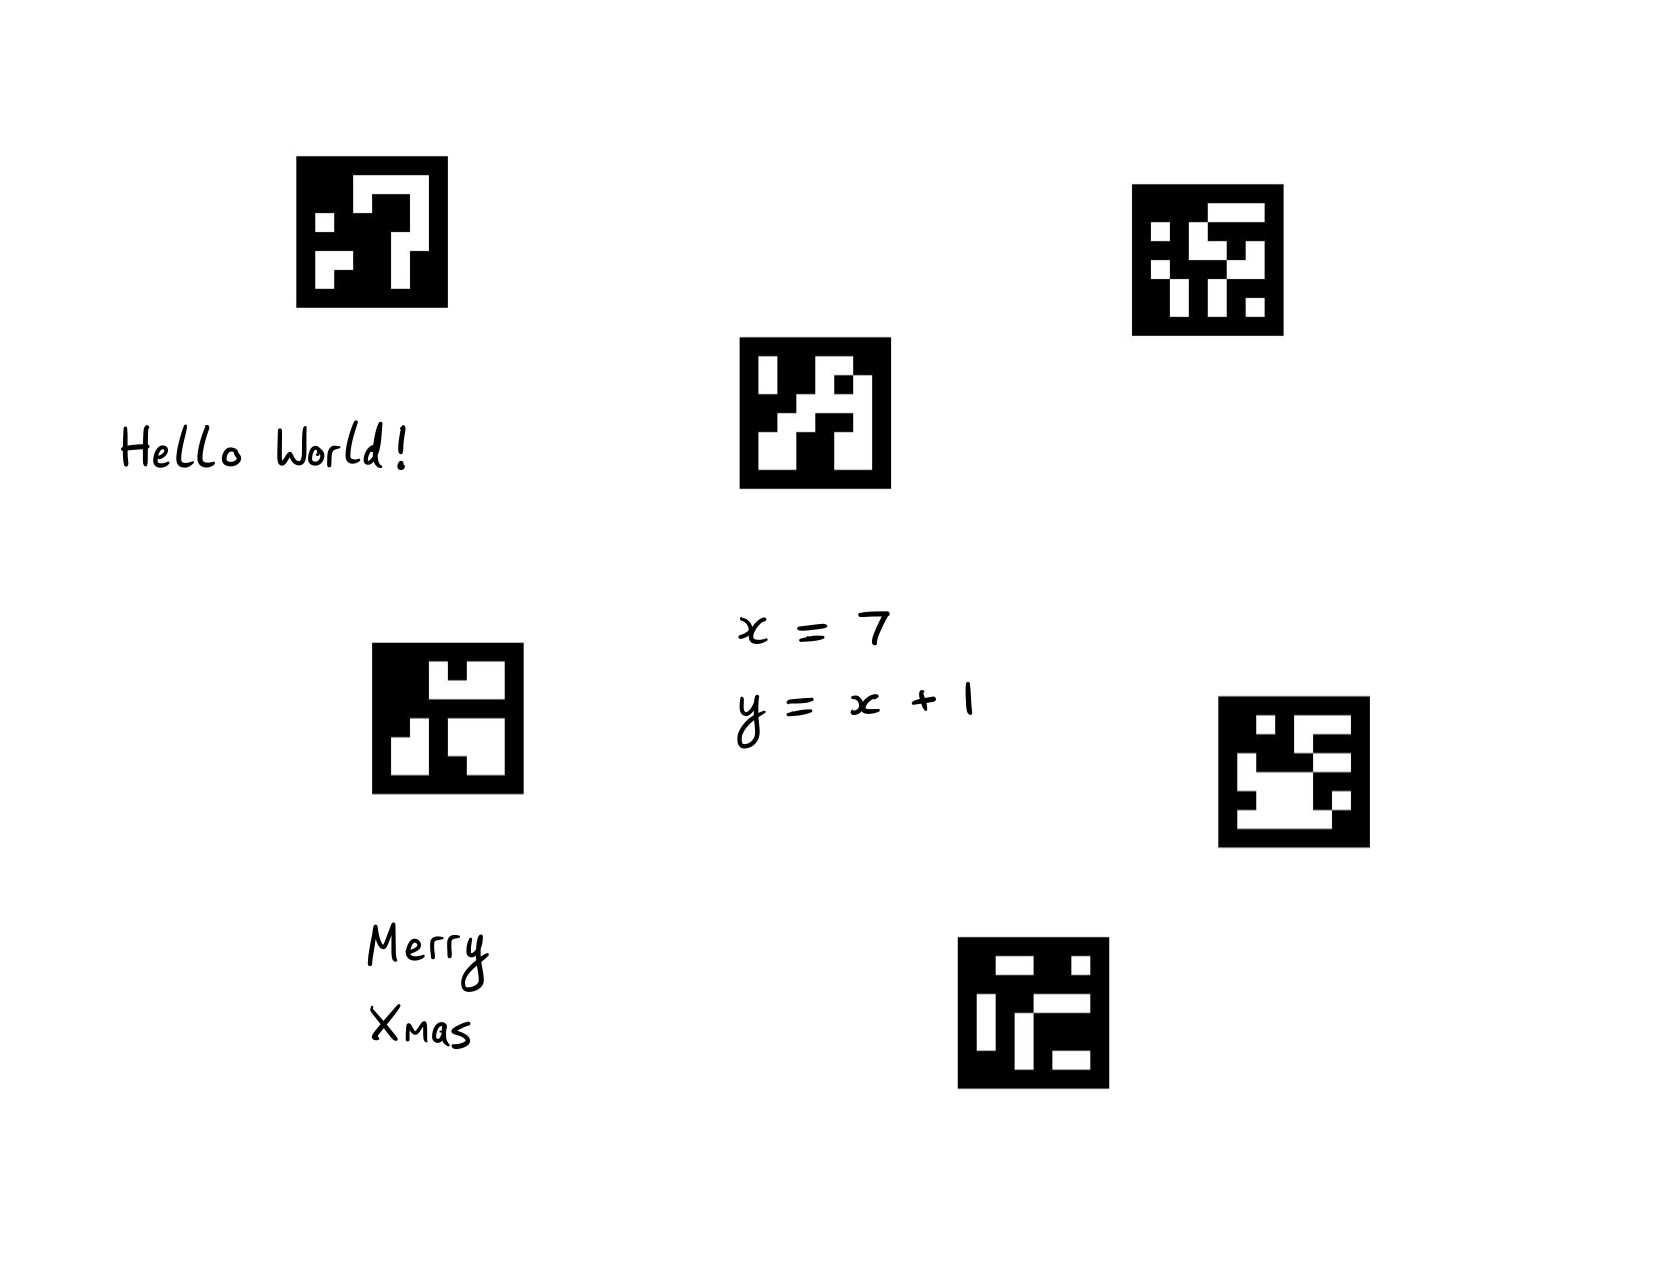 Hello World!
x = 7
y = x + 1
Merry
Xmas